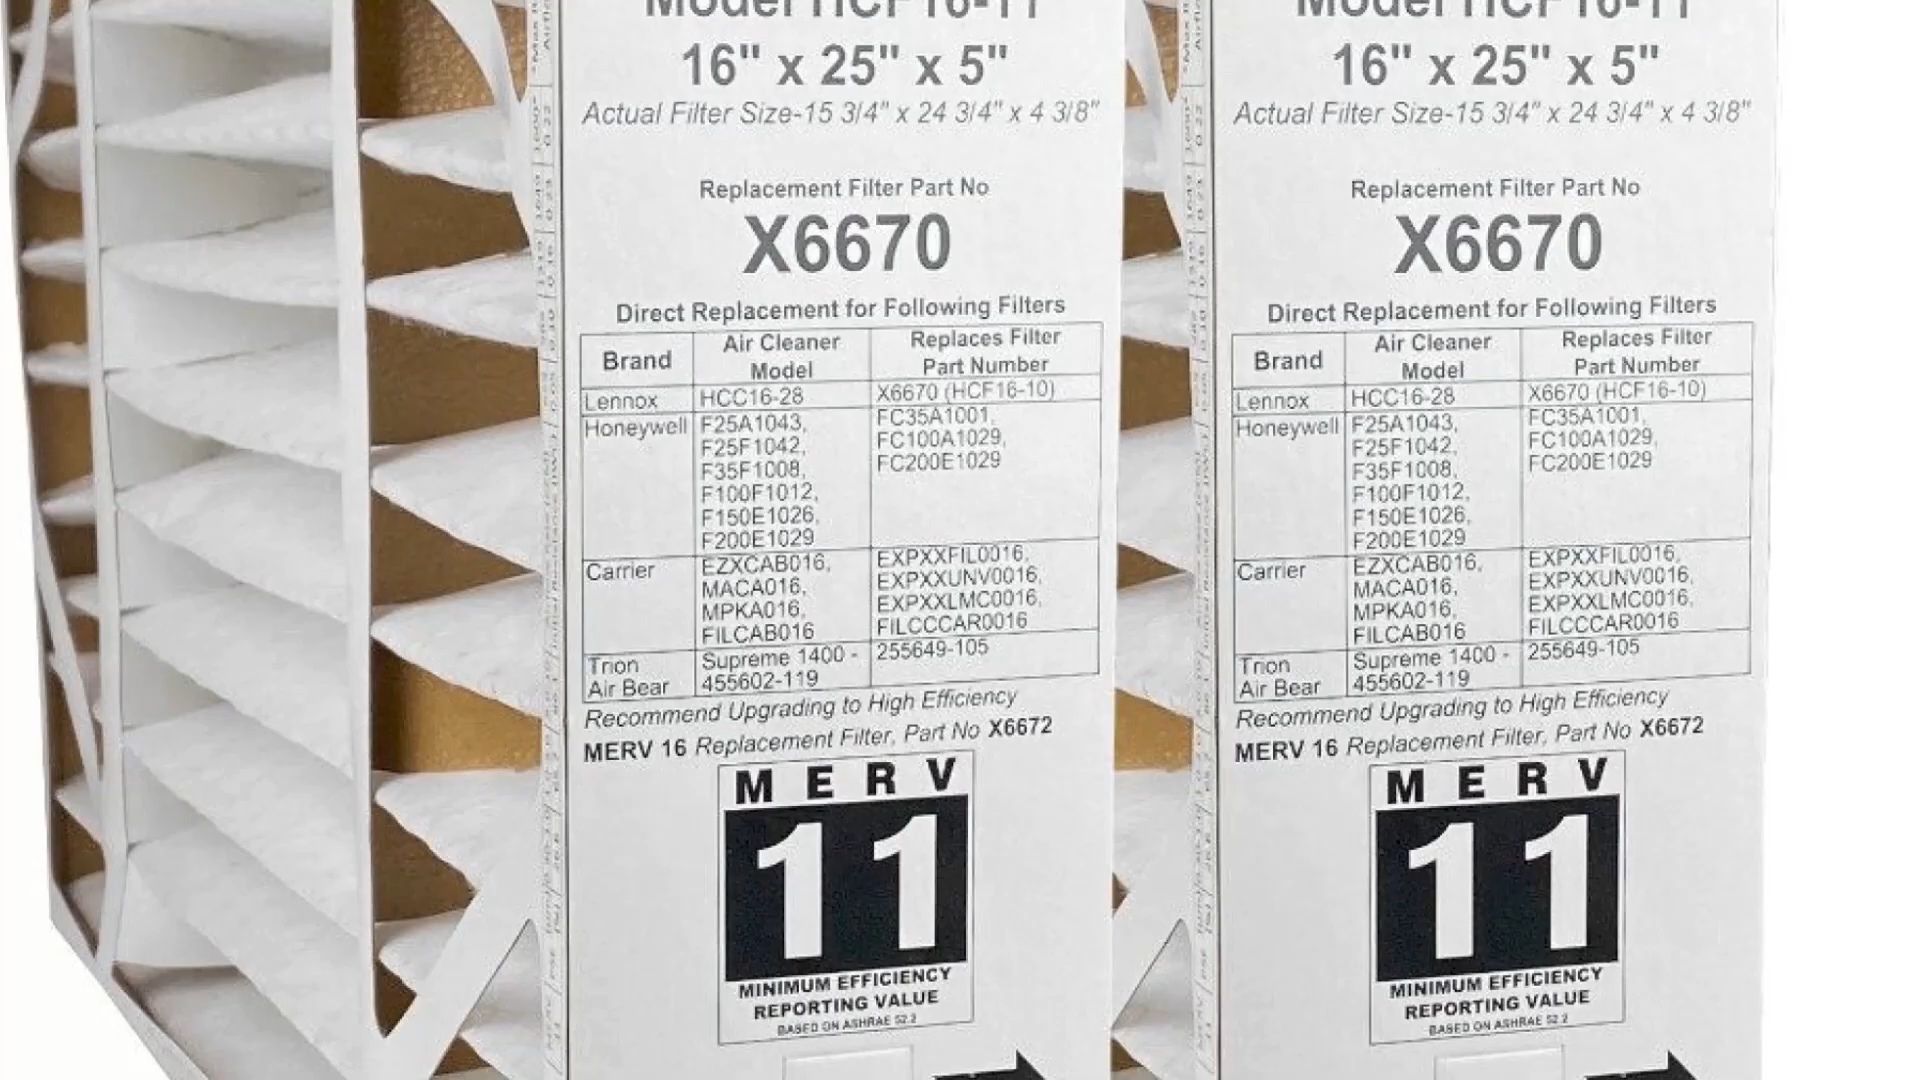 Model HCF16-11
16" x 25" x 5"
Actual Filter Size-15 3/4" x 24 3/4" x 4 3/8"
Replacement Filter Part No
X6670
Direct Replacement for Following Filters
Brand Air Cleaner Model Replaces Filter Part Number
Lennox HCC16-28 X6670 (HCF16-10)
Honeywell F25A1043, FC35A1001,
F25F1042, FC100A1029,
F35F1008, FC200E1029
F100F1012,
F150E1026,
F200E1029
Carrier EZXCAB016, EXPXXFIL0016,
MACA016, EXPXXUNV0016,
MPKA016, EXPXXLMC0016,
FILCAB016 FILCCCAR0016
Trion Supreme 1400 - 255649-105
Air Bear 455602-119
Recommend Upgrading to High Efficiency
MERV 16 Replacement Filter, Part No X6672
MERV
11
MINIMUM EFFICIENCY
REPORTING VALUE
BASED ON ASHRAE 52.2
Model HCF16-11
16" x 25" x 5"
Actual Filter Size-15 3/4" x 24 3/4" x 4 3/8"
Replacement Filter Part No
X6670
Direct Replacement for Following Filters
Brand Air Cleaner Model Replaces Filter Part Number
Lennox HCC16-28 X6670 (HCF16-10)
Honeywell F25A1043, FC35A1001,
F25F1042, FC100A1029,
F35F1008, FC200E1029
F100F1012,
F150E1026,
F200E1029
Carrier EZXCAB016, EXPXXFIL0016,
MACA016, EXPXXUNV0016,
MPKA016, EXPXXLMC0016,
FILCAB016 FILCCCAR0016
Trion Supreme 1400 - 255649-105
Air Bear 455602-119
Recommend Upgrading to High Efficiency
MERV 16 Replacement Filter, Part No X6672
MERV
11
MINIMUM EFFICIENCY
REPORTING VALUE
BASED ON ASHRAE 52.2